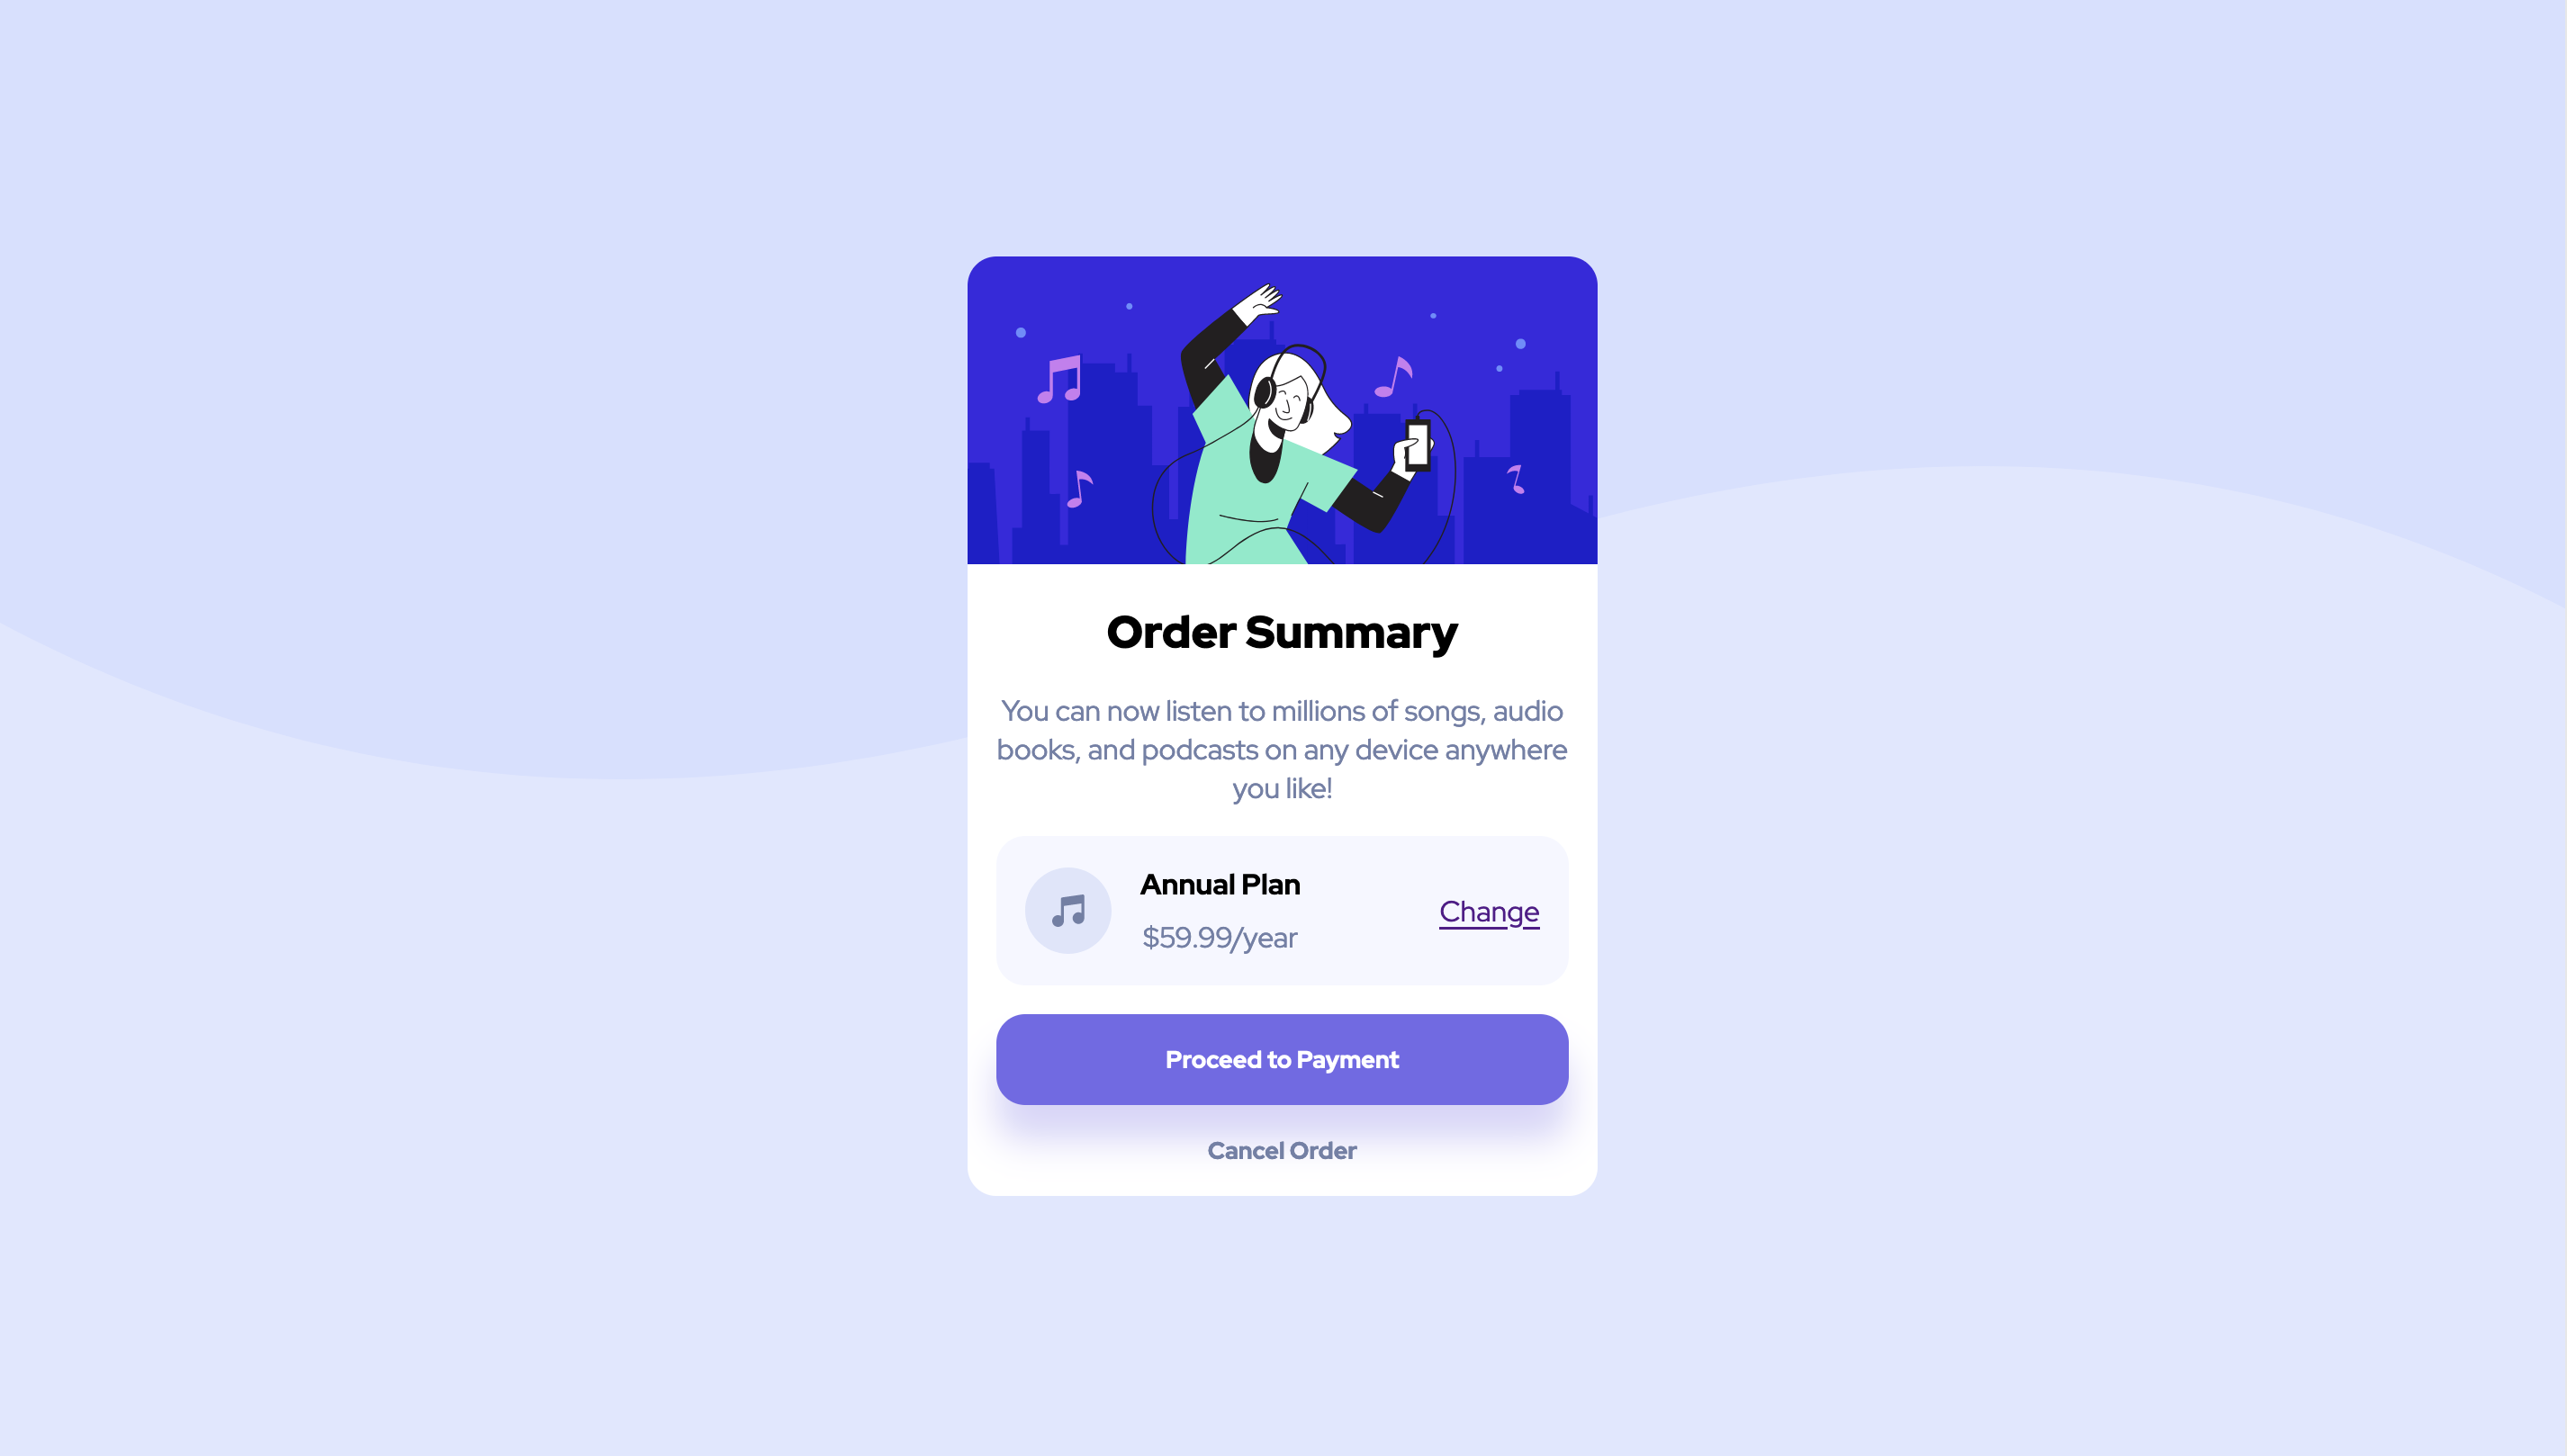 Order Summary
You can now listen to millions of songs, audio
books, and podcasts on any device anywhere
you like!
Annual Plan
$59.99/year
Change
Proceed to Payment
Cancel Order